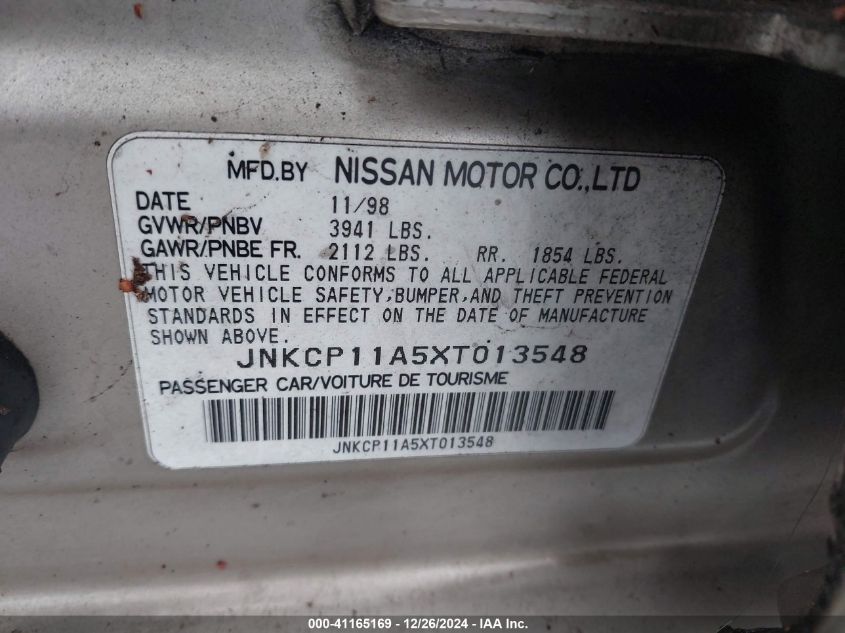 MFD.BY NISSAN MOTOR CO.,LTD
DATE 11/98
GVWR/PNBV 3941 LBS.
GAWR/PNBE FR. 2112 LBS. RR. 1854 LBS.
THIS VEHICLE CONFORMS TO ALL APPLICABLE FEDERAL
MOTOR VEHICLE SAFETY,BUMPER,AND THEFT PREVENTION
STANDARDS IN EFFECT ON THE DATE OF MANUFACTURE
SHOWN ABOVE.
JNKCP11A5XT013548
PASSENGER CAR/VOITURE DE TOURISME
JNKCP11A5XT013548
000-41165169 - 12/26/2024 - IAA Inc.